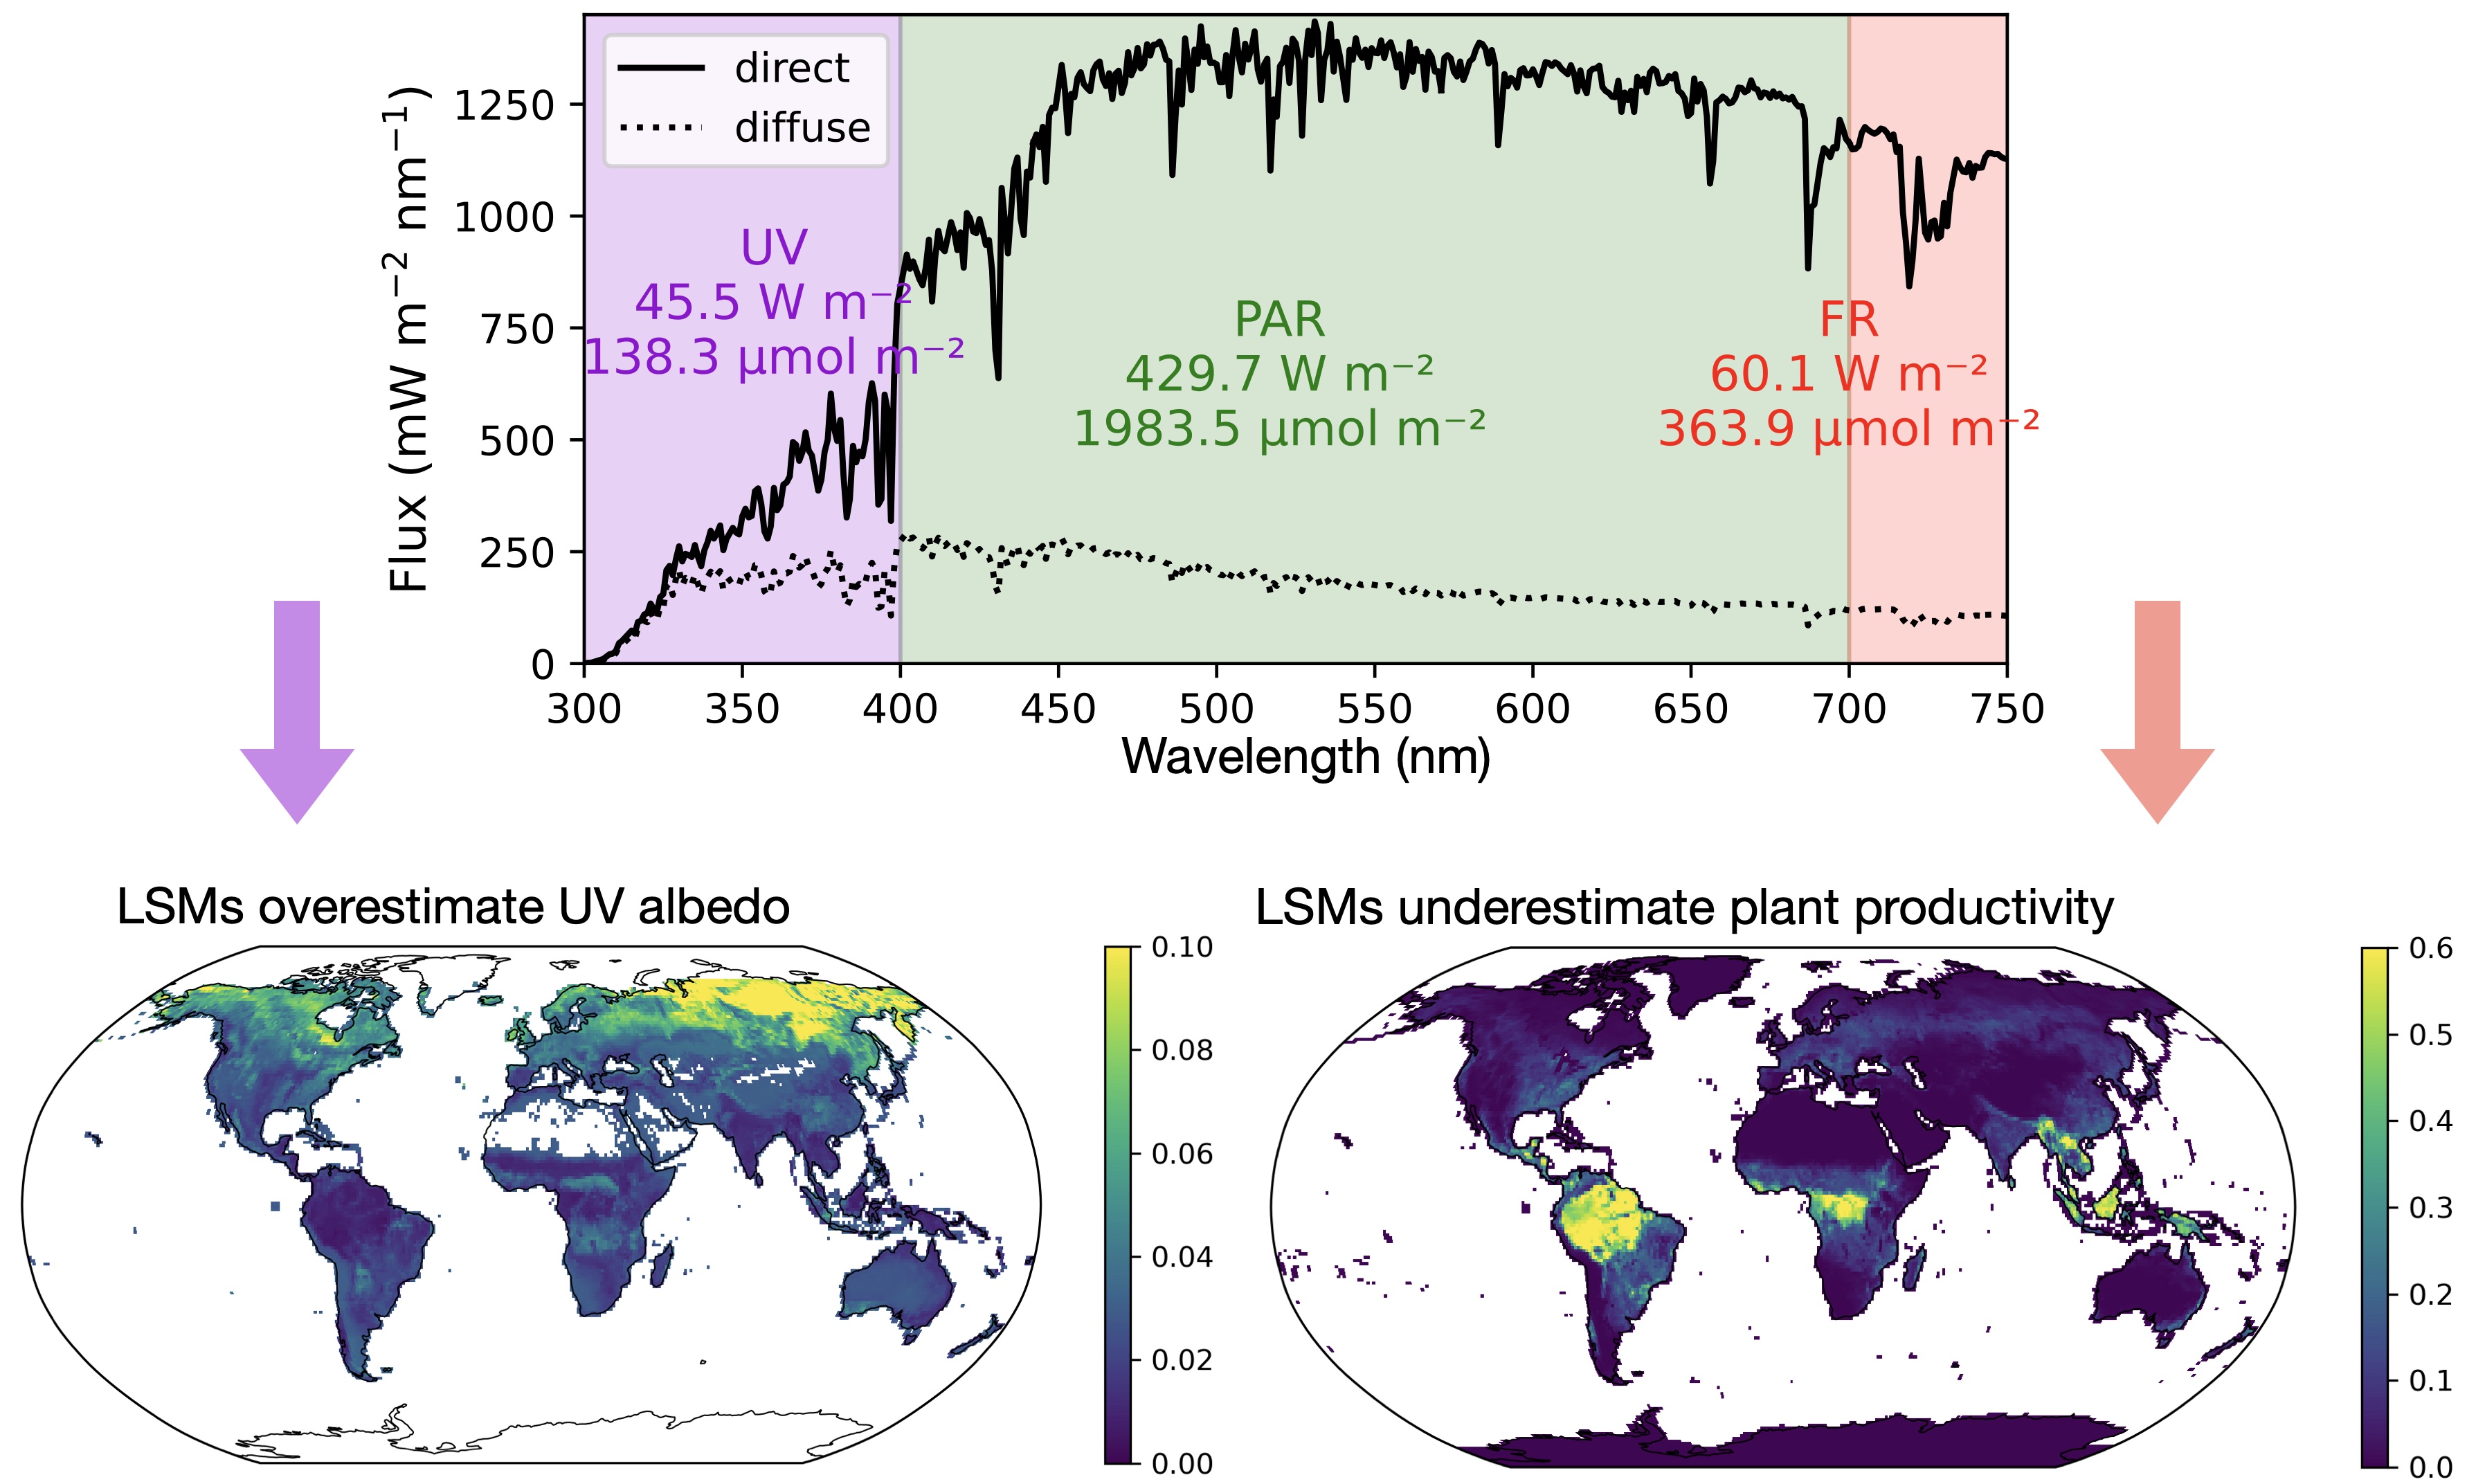 direct
diffuse
Flux (mW m⁻² nm⁻¹)
1250
1000
750
500
250
0
UV
45.5 W m⁻²
138.3 µmol m⁻²
PAR
429.7 W m⁻²
1983.5 µmol m⁻²
FR
60.1 W m⁻²
363.9 µmol m⁻²
300 350 400 450 500 550 600 650 700 750
Wavelength (nm)
LSMs overestimate UV albedo
0.10
0.08
0.06
0.04
0.02
0.00
LSMs underestimate plant productivity
0.6
0.5
0.4
0.3
0.2
0.1
0.0